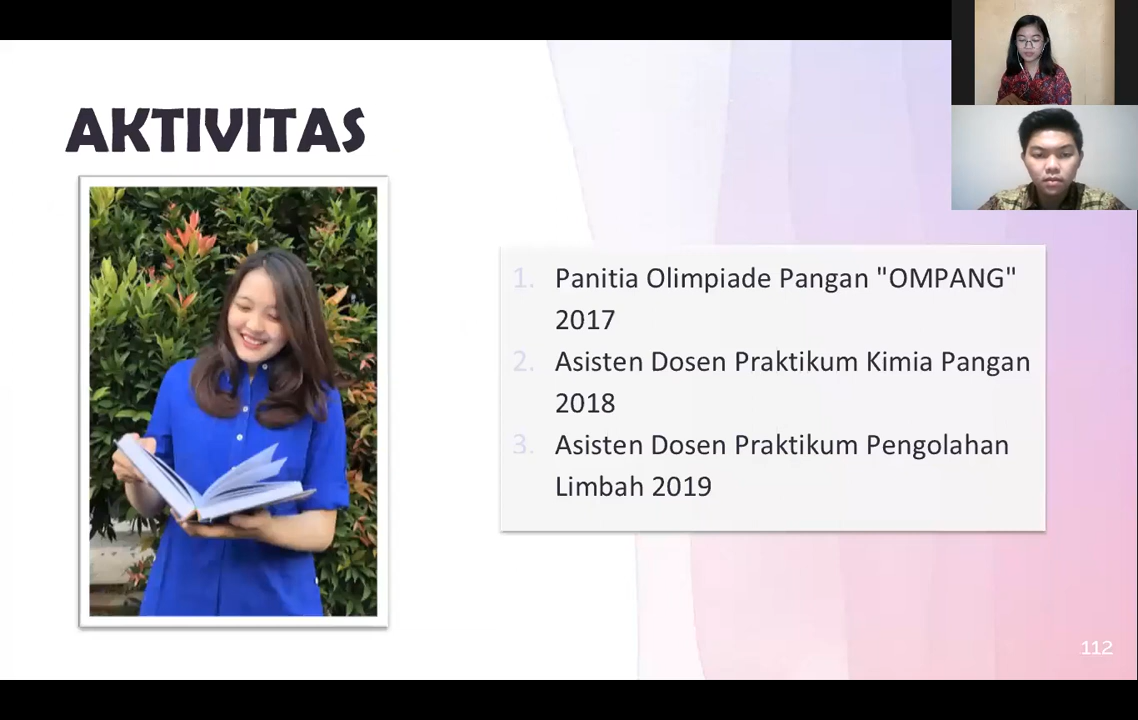 AKTIVITAS
1. Panitia Olimpiade Pangan "OMPANG"
2017
2. Asisten Dosen Praktikum Kimia Pangan
2018
3. Asisten Dosen Praktikum Pengolahan
Limbah 2019
112